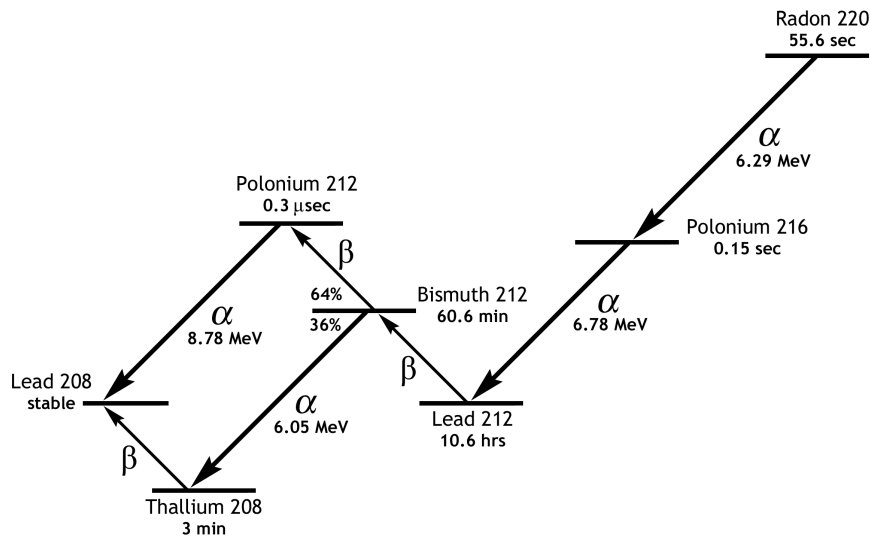 Radon 220
55.6 sec
α
6.29 MeV
Polonium 212
0.3 μsec
Polonium 216
0.15 sec
β
64%
Bismuth 212
60.6 min
36%
α
6.78 MeV
α
8.78 MeV
β
Lead 208
stable
α
6.05 MeV
Lead 212
10.6 hrs
β
Thallium 208
3 min